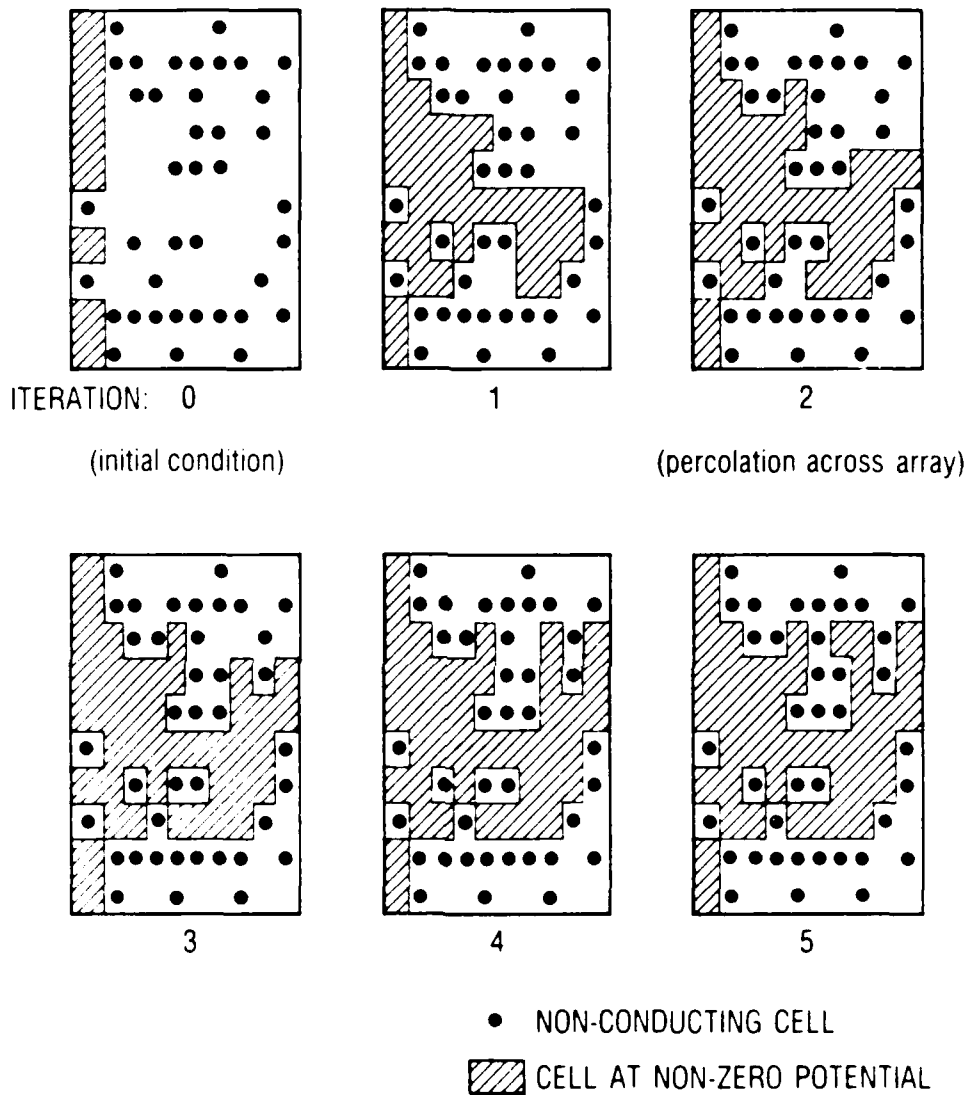 ITERATION: 0 1 2
(initial condition) (percolation across array)
3 4 5
NON-CONDUCTING CELL
CELL AT NON-ZERO POTENTIAL